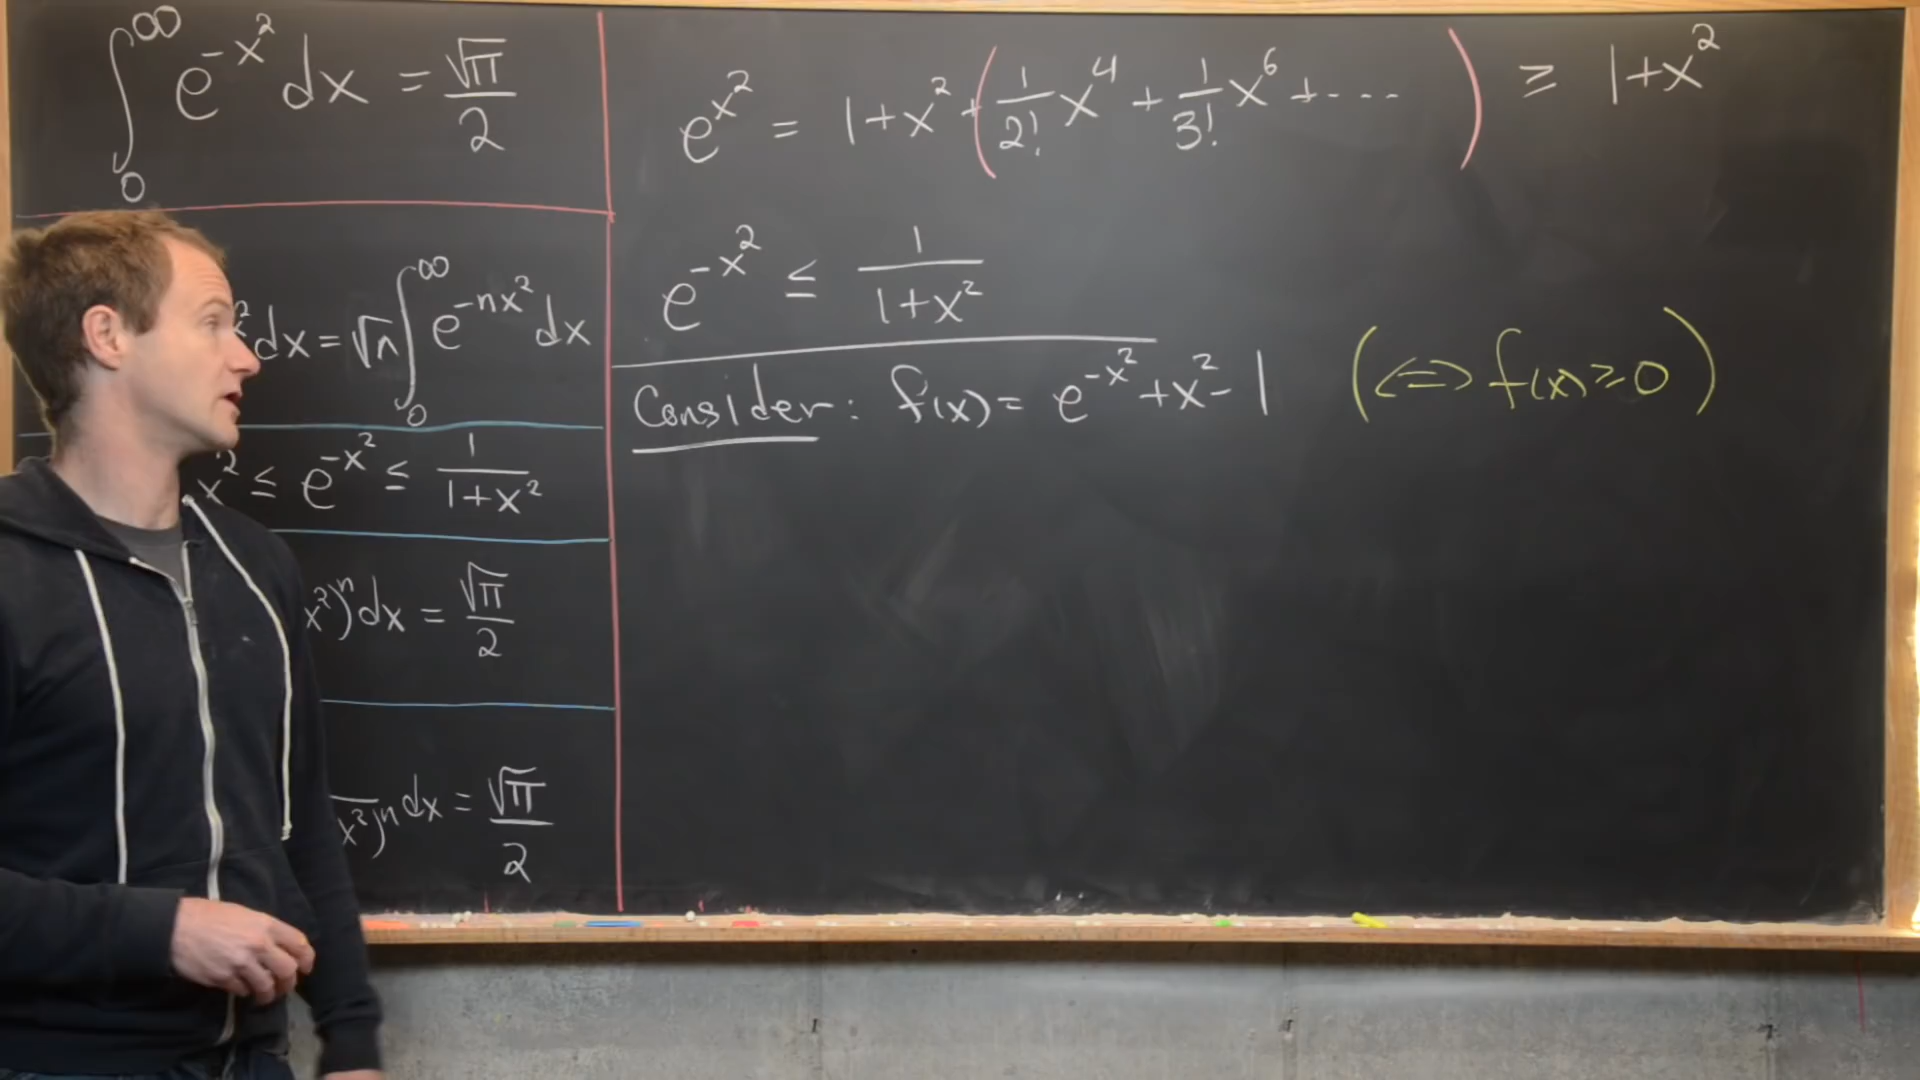 ∫₀^∞ e^{-x²} dx = √π/2
x² dx = √n ∫₀^∞ e^{-nx²} dx
x² ≤ e^{-x²} ≤ 1/(1+x²)
x²)ⁿ dx = √π/2
x²)ⁿ dx = √π/2
e^{x²} = 1+x²+(1/2! x⁴ + 1/3! x⁶ + ⋯) ≥ 1+x²
e^{-x²} ≤ 1/(1+x²)
Consider: f(x) = e^{-x²}+x²-1 (⇔ f(x) ≥ 0)